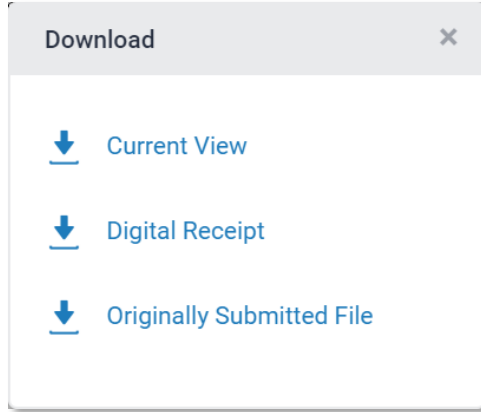 Download
Current View
Digital Receipt
Originally Submitted File